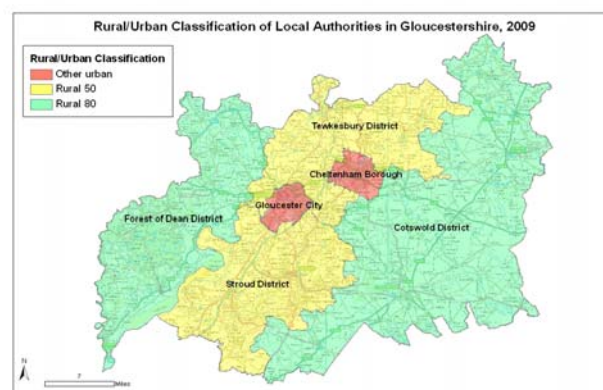 Rural/Urban Classification of Local Authorities in Gloucestershire, 2009
Rural/Urban Classification
Other urban
Rural 50
Rural 80
Tewkesbury District
Cheltenham Borough
Gloucester City
Forest of Dean District
Cotswold District
Stroud District
N
7
Miles